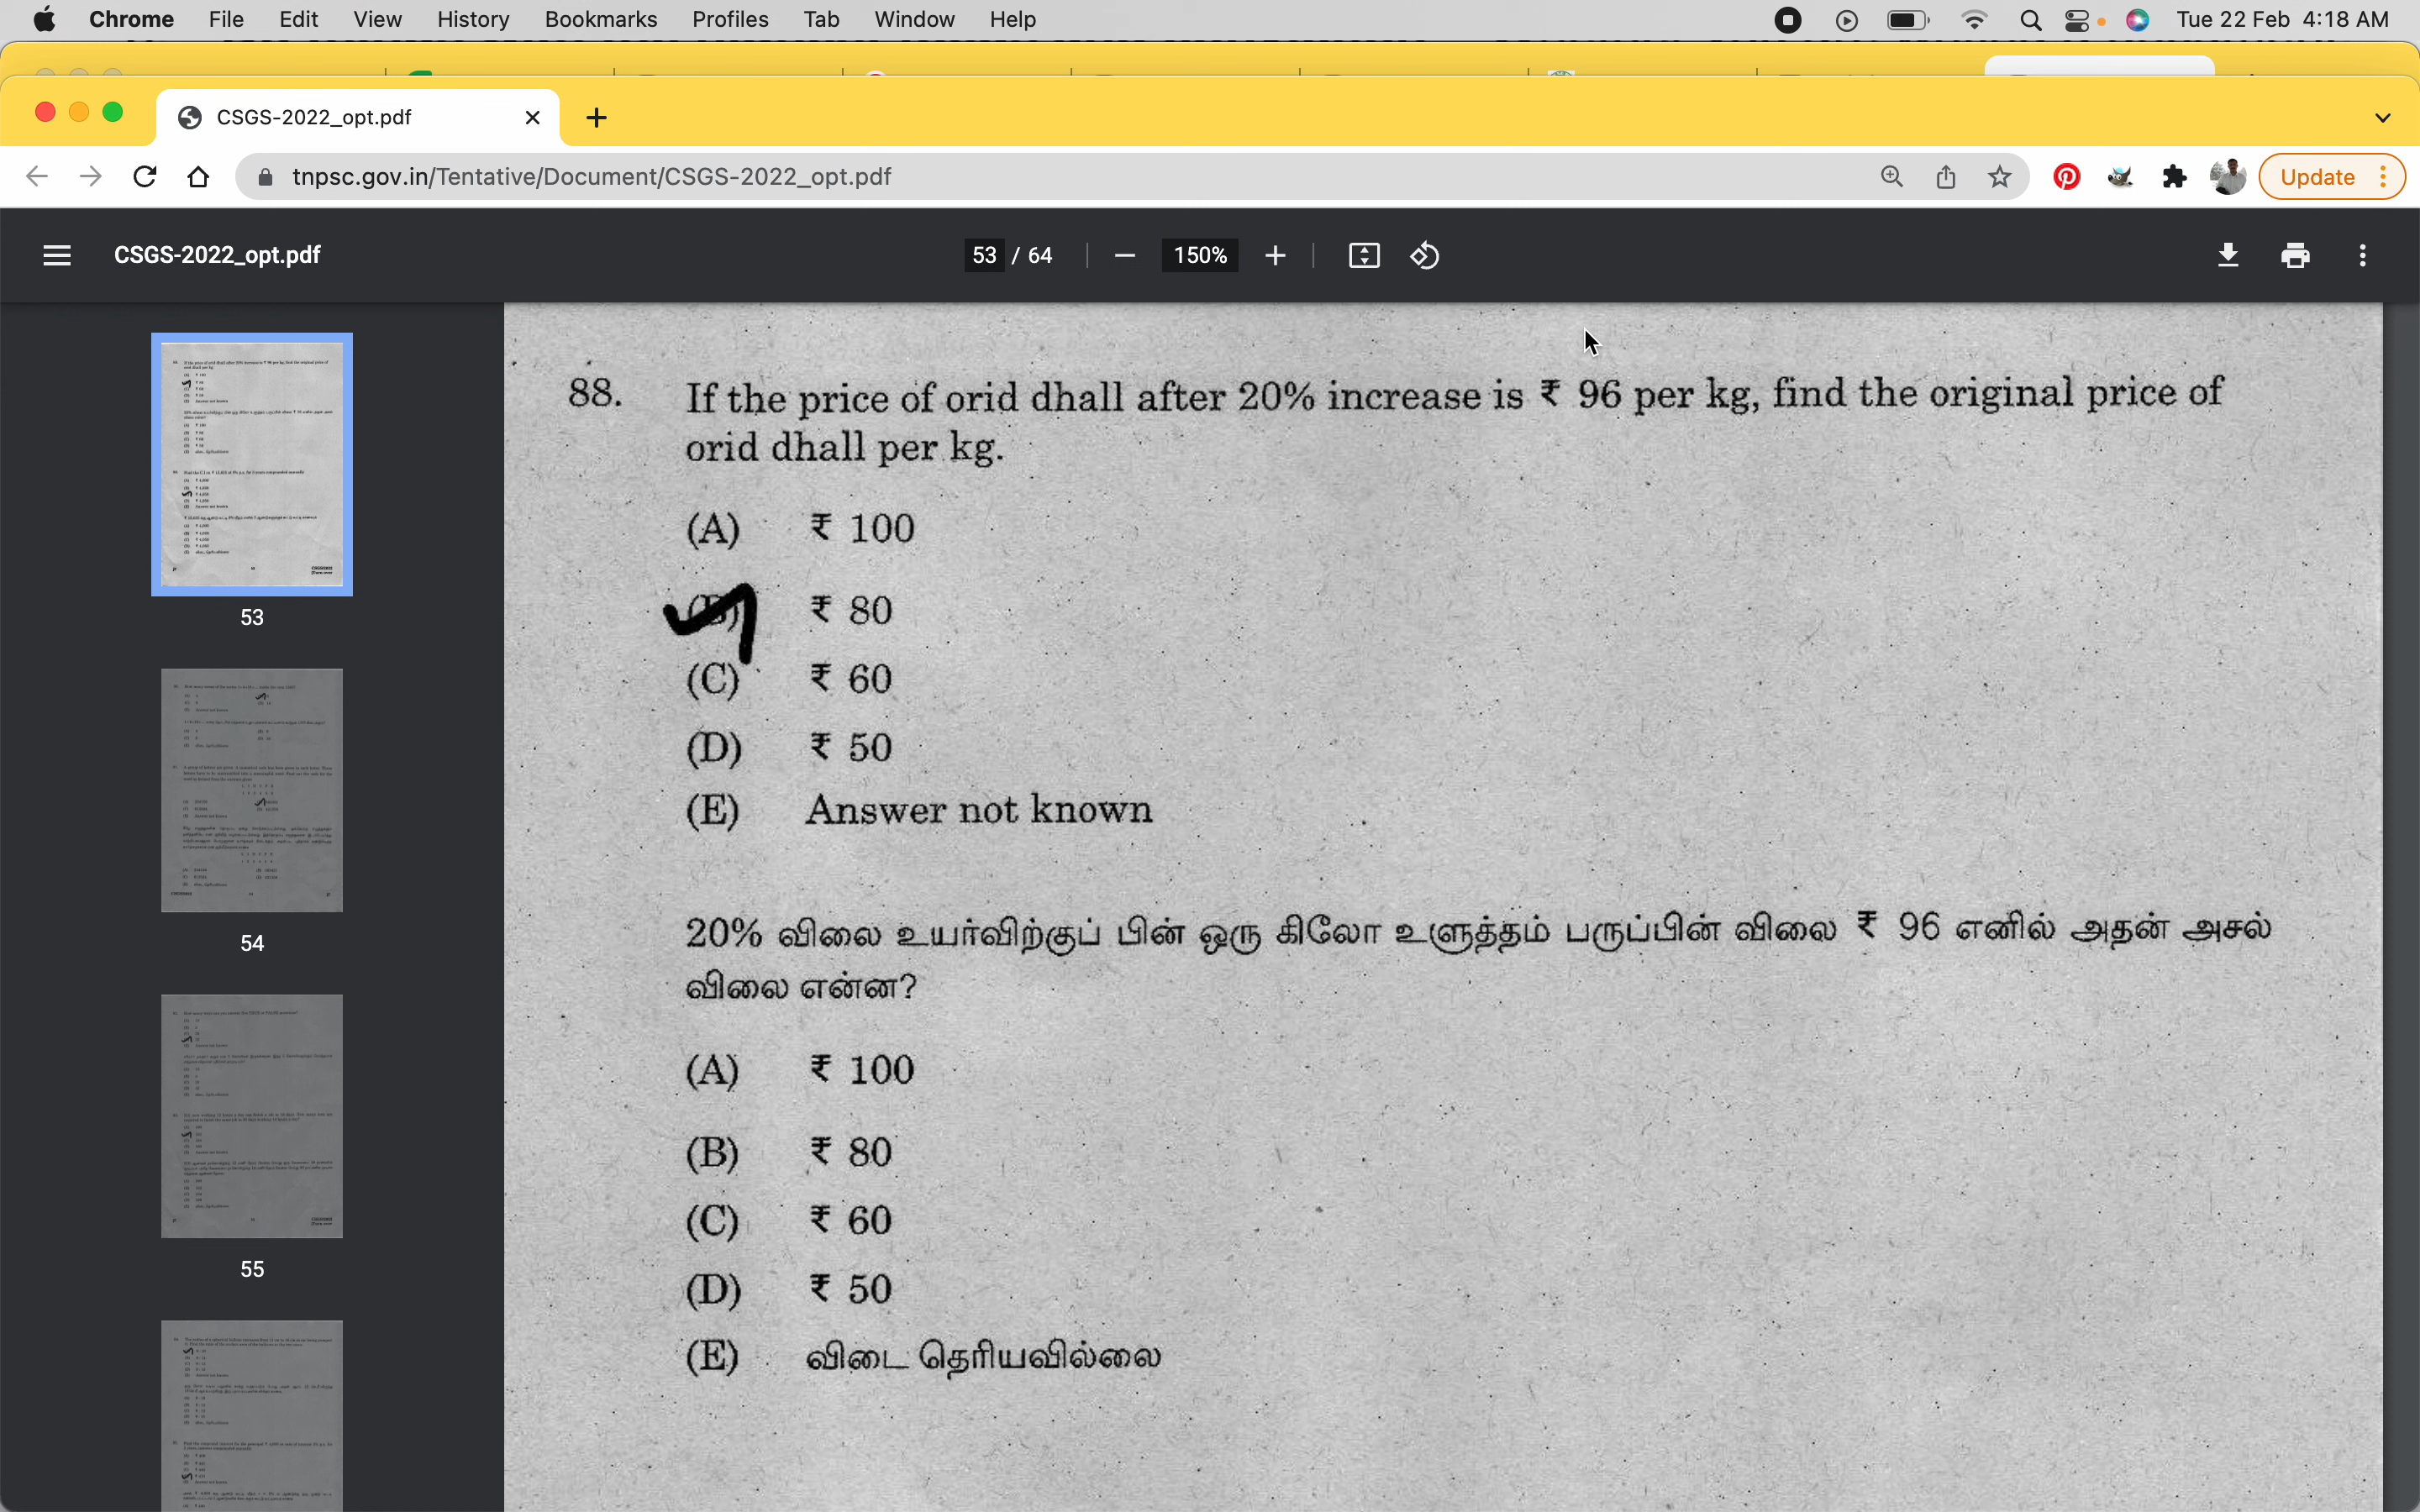 Chrome File Edit View History Bookmarks Profiles Tab Window Help Tue 22 Feb 4:18 AM
CSGS-2022_opt.pdf
tnpsc.gov.in/Tentative/Document/CSGS-2022_opt.pdf Update
CSGS-2022_opt.pdf 53 / 64 150%
53
54
55
88. If the price of orid dhall after 20% increase is ₹ 96 per kg, find the original price of
orid dhall per kg.
(A) ₹ 100
(B) ₹ 80
(C) ₹ 60
(D) ₹ 50
(E) Answer not known
20% விலை உயர்விற்குப் பின் ஒரு கிலோ உளுத்தம் பருப்பின் விலை ₹ 96 எனில் அதன் அசல்
விலை என்ன?
(A) ₹ 100
(B) ₹ 80
(C) ₹ 60
(D) ₹ 50
(E) விடை தெரியவில்லை